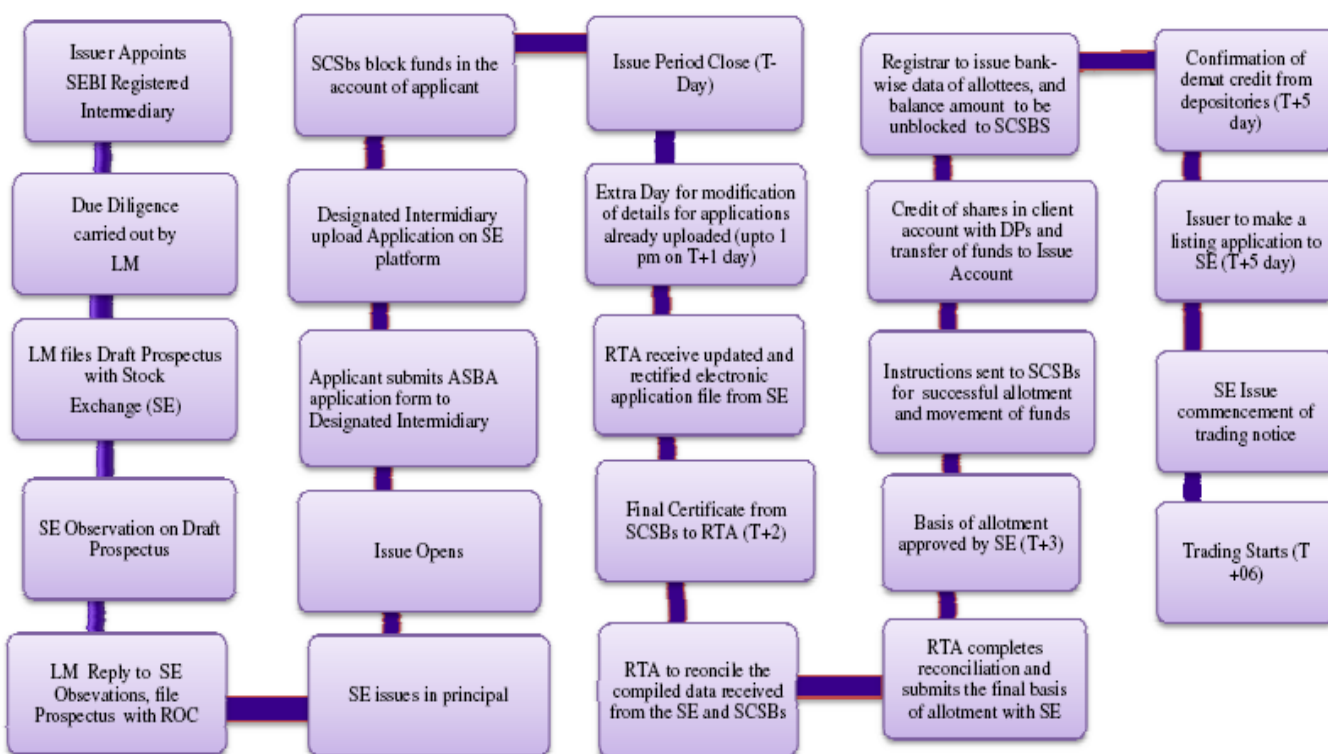 Issuer Appoints
SEBI Registered
Intermediary
Due Diligence
carried out by
LM
LM files Draft Prospectus
with Stock
Exchange (SE)
SE Observation on Draft
Prospectus
LM Reply to SE
Obsevations, file
Prospectus with ROC
SE issues in principal
Issue Opens
Applicant submits ASBA
application form to
Designated Intermidiary
Designated Intermidiary
upload Application on SE
platform
SCSbs block funds in the
account of applicant
Issue Period Close (T-
Day)
Extra Day for modification
of details for applications
already uploaded (upto 1
pm on T+1 day)
RTA receive updated and
rectified electronic
application file from SE
Final Certificate from
SCSBs to RTA (T+2)
RTA to reconcile the
compiled data received
from the SE and SCSBs
RTA completes
reconciliation and
submits the final basis
of allotment with SE
Basis of allotment
approved by SE (T+3)
Instructions sent to SCSBs
for successful allotment
and movement of funds
Credit of shares in client
account with DPs and
transfer of funds to Issue
Account
Registrar to issue bank-
wise data of allottees, and
balance amount to be
unblocked to SCSBS
Confirmation of
demat credit from
depositories (T+5
day)
Issuer to make a
listing application to
SE (T+5 day)
SE Issue
commencement of
trading notice
Trading Starts (T
+06)